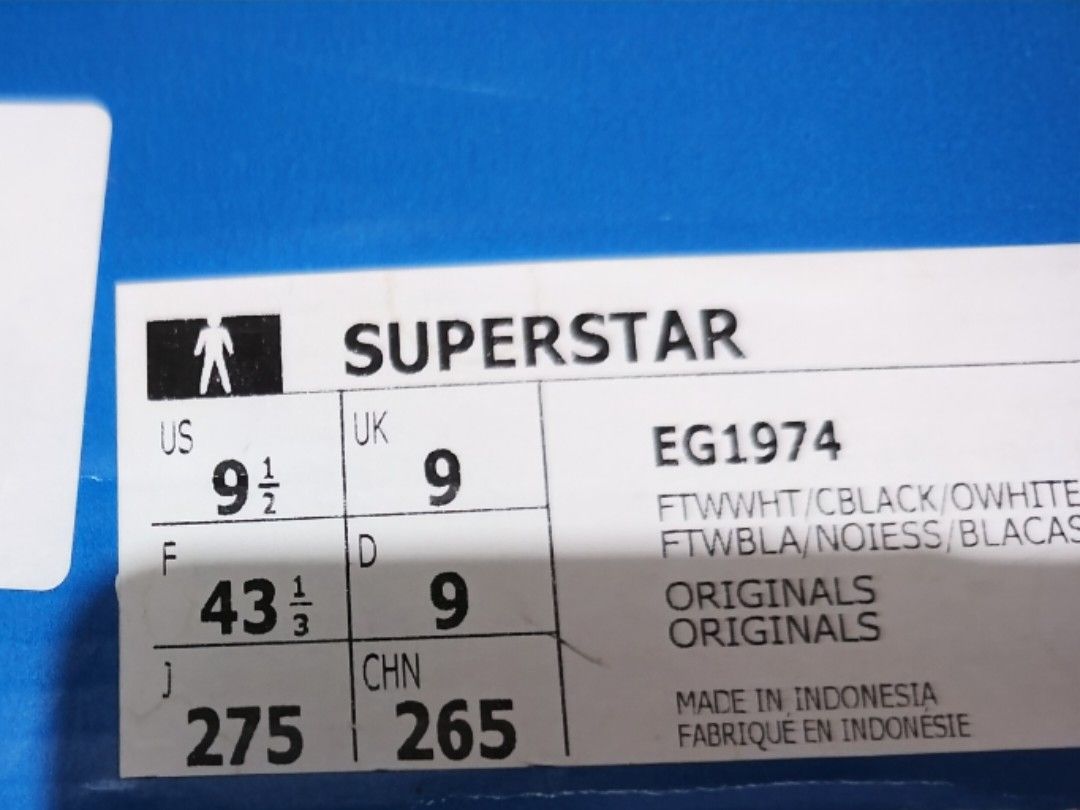 SUPERSTAR
US 9 1/2 UK 9
F 43 1/3 D 9
J 275 CHN 265
EG1974
FTWWHT/CBLACK/OWHITE
FTWBLA/NOIESS/BLACAS
ORIGINALS
ORIGINALS
MADE IN INDONESIA
FABRIQUÉ EN INDONÉSIE